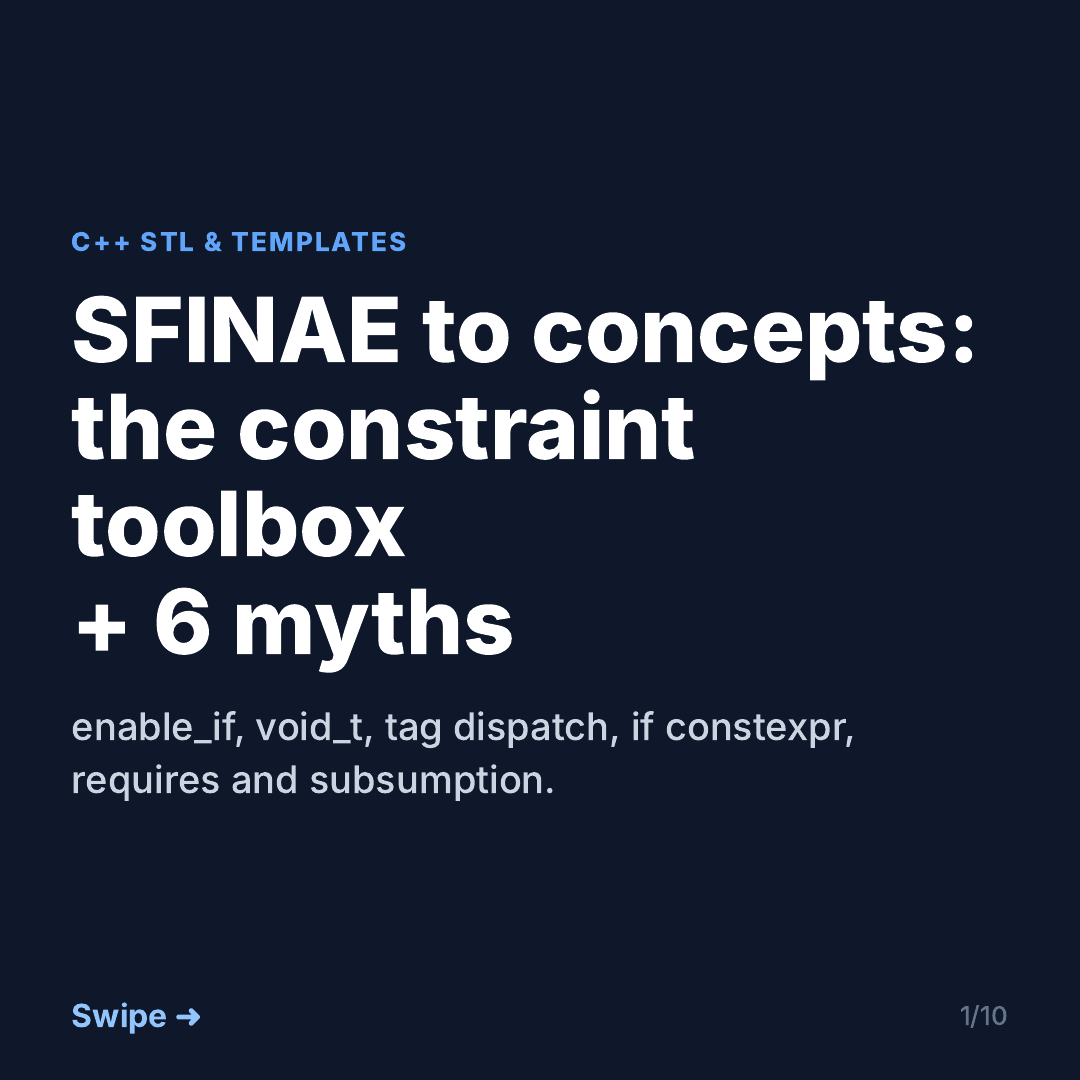 C++ STL & TEMPLATES
SFINAE to concepts:
the constraint
toolbox
+ 6 myths
enable_if, void_t, tag dispatch, if constexpr,
requires and subsumption.
Swipe ➜
1/10